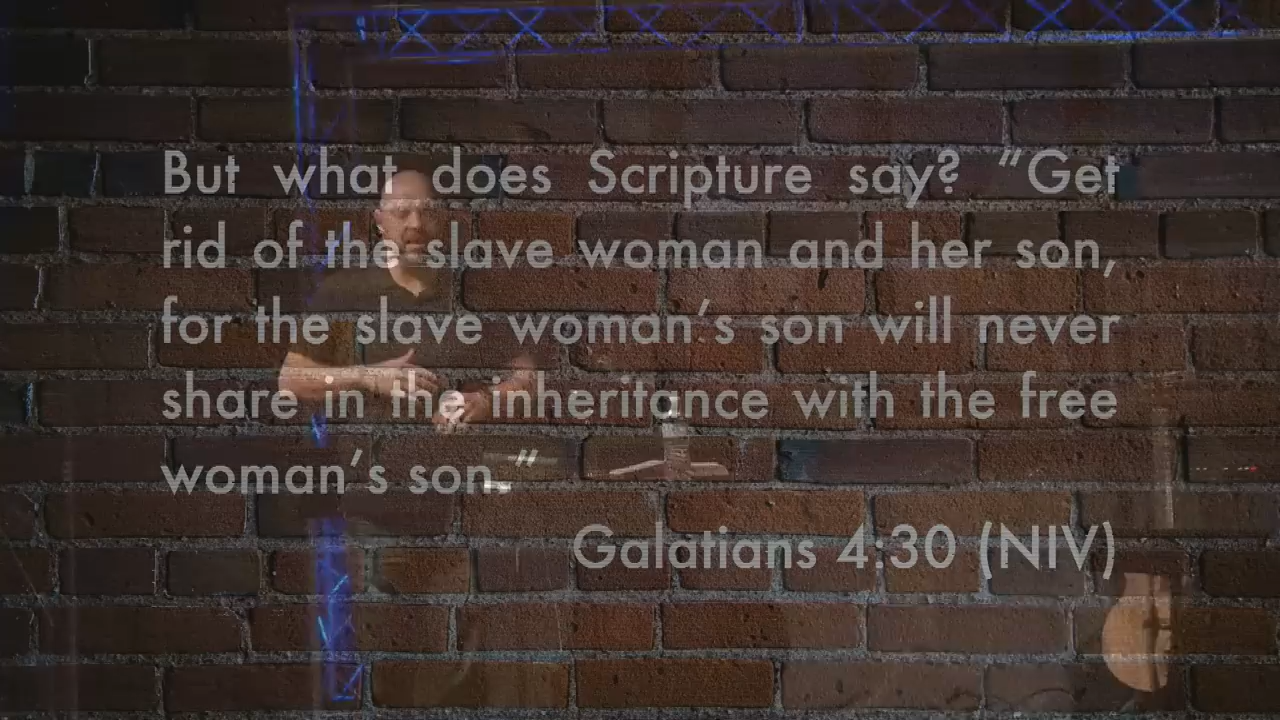 But what does Scripture say? "Get
rid of the slave woman and her son,
for the slave woman's son will never
share in the inheritance with the free
woman's son."
Galatians 4:30 (NIV)